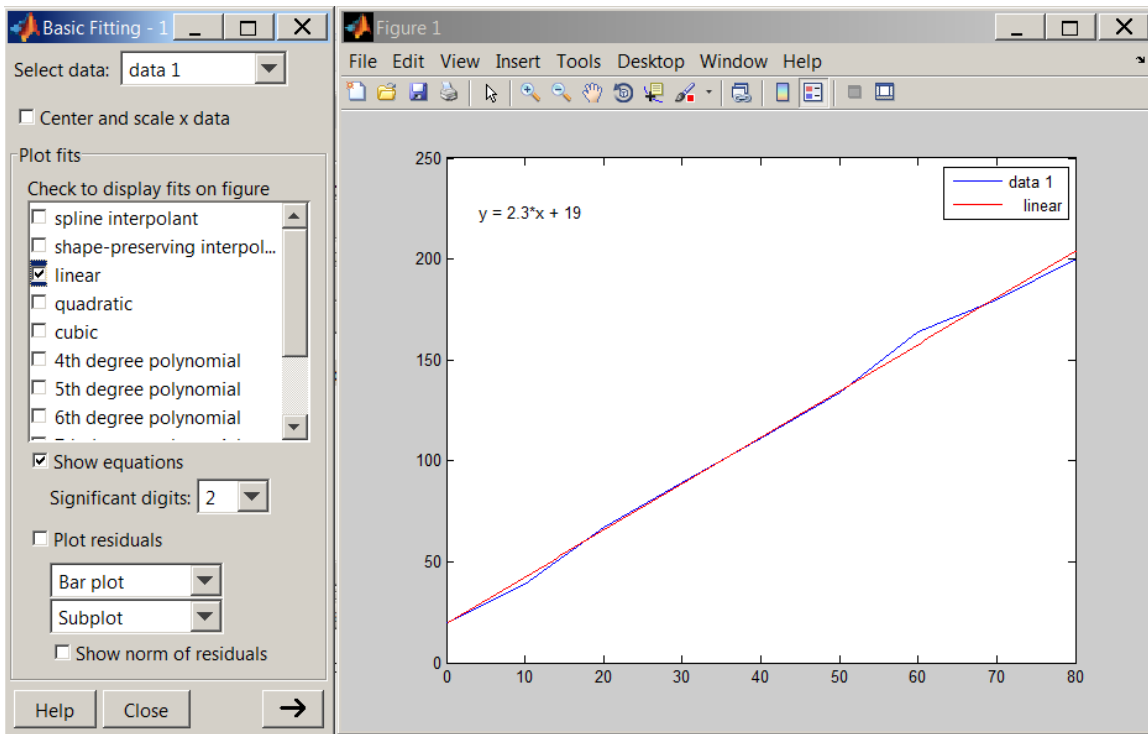 Basic Fitting - 1
Select data: data 1
Center and scale x data
Plot fits
Check to display fits on figure
spline interpolant
shape-preserving interpol...
linear
quadratic
cubic
4th degree polynomial
5th degree polynomial
6th degree polynomial
Show equations
Significant digits: 2
Plot residuals
Bar plot
Subplot
Show norm of residuals
Help Close
Figure 1
File Edit View Insert Tools Desktop Window Help
250
200
150
100
50
0
y = 2.3*x + 19
data 1
linear
0 10 20 30 40 50 60 70 80